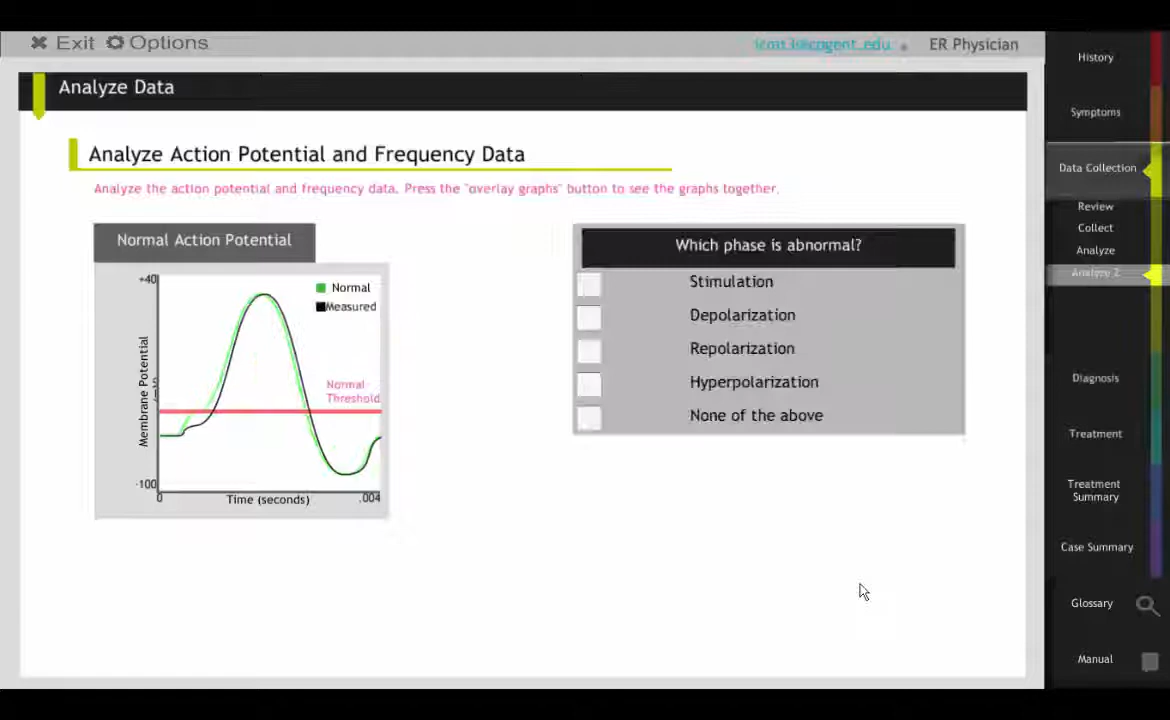 Exit Options
ER Physician
Analyze Data
Analyze Action Potential and Frequency Data
Analyze the action potential and frequency data. Press the "overlay graphs" button to see the graphs together.
Normal Action Potential
+40
Normal
Measured
Membrane Potential
Normal
Threshold
-100
0
Time (seconds)
.004
Which phase is abnormal?
Stimulation
Depolarization
Repolarization
Hyperpolarization
None of the above
History
Symptoms
Data Collection
Review
Collect
Analyze
Analyze 2
Diagnosis
Treatment
Treatment
Summary
Case Summary
Glossary
Manual